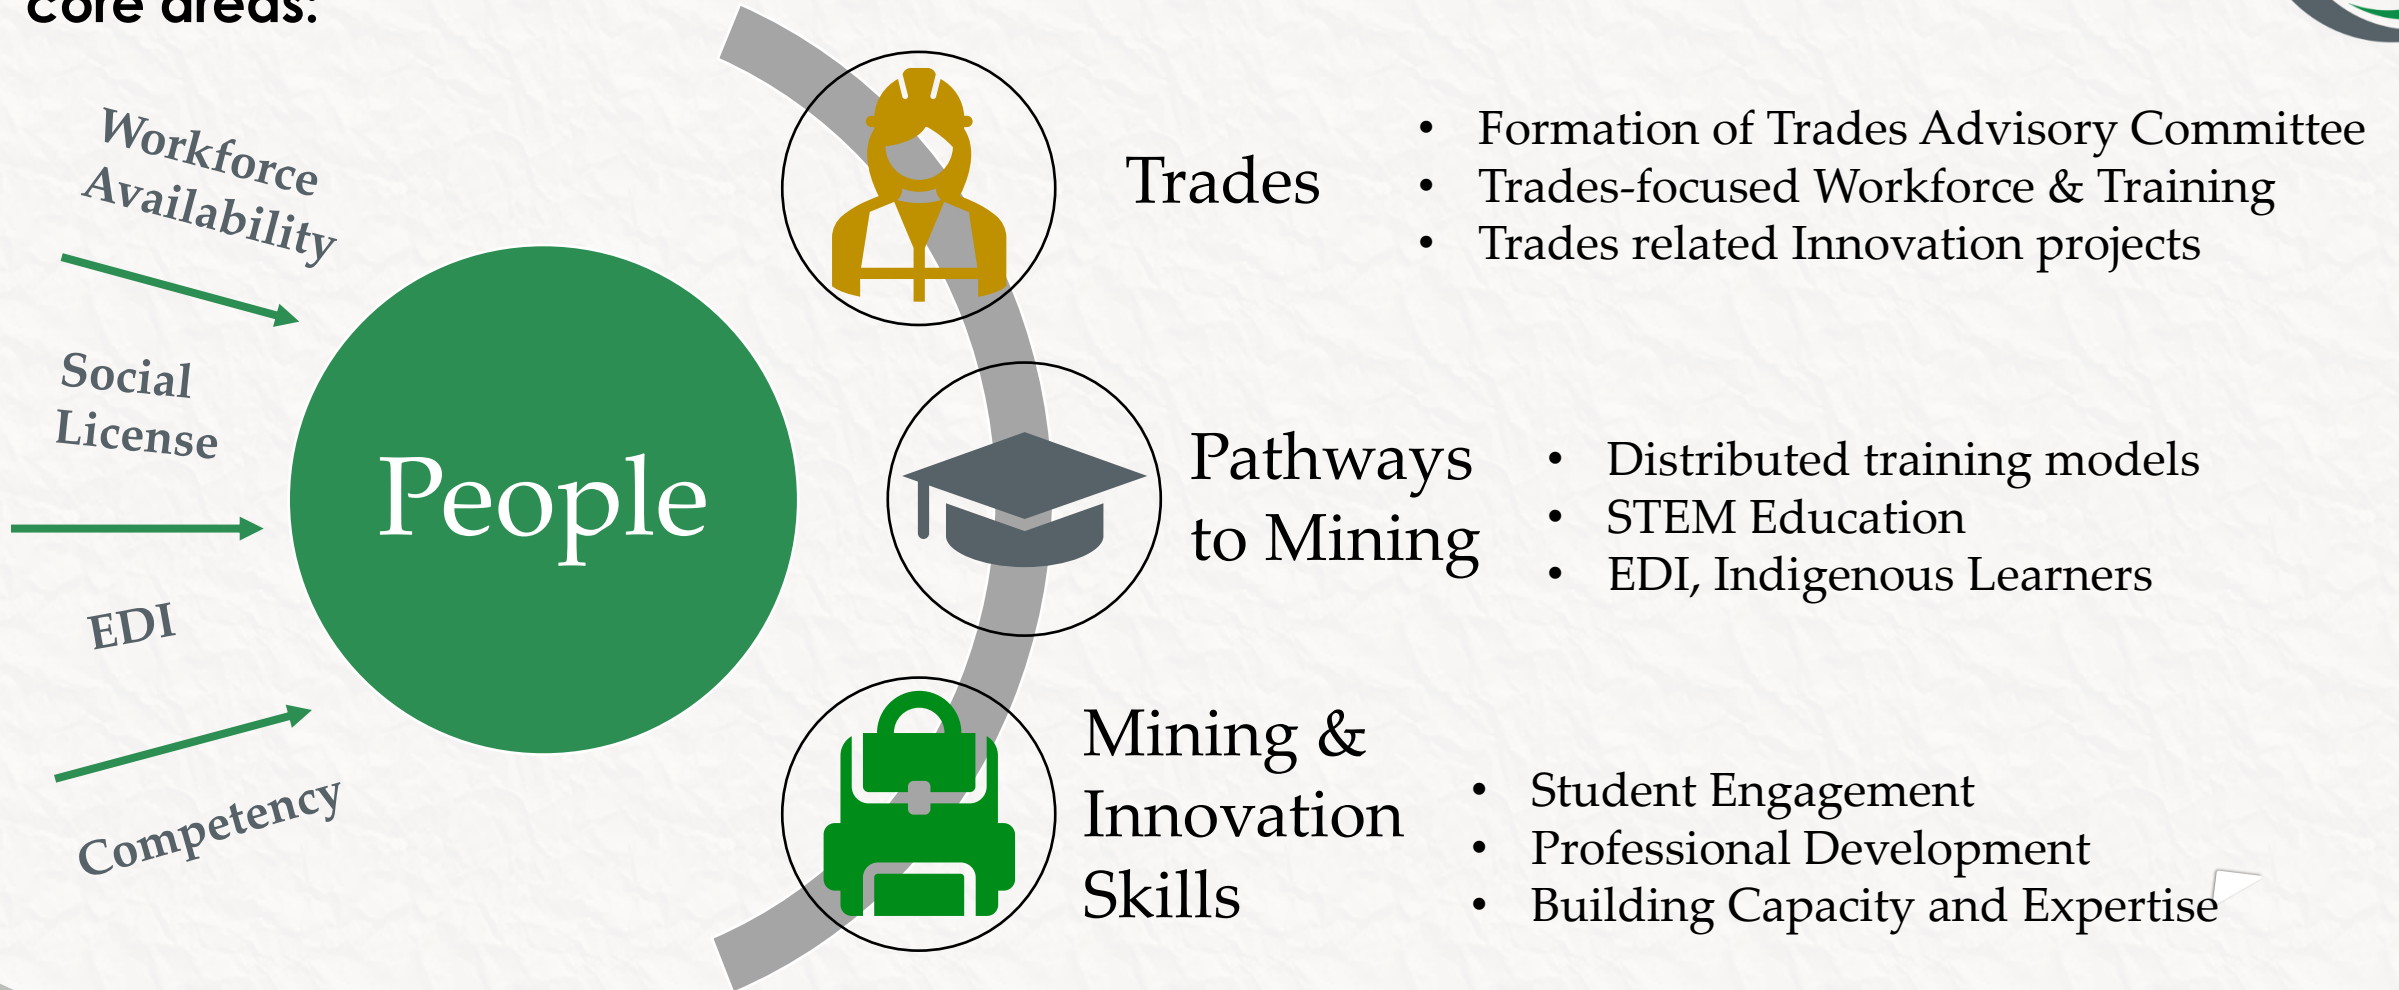 core areas:
Workforce
Availability
Social
License
EDI
Competency
People
Trades
• Formation of Trades Advisory Committee
• Trades-focused Workforce & Training
• Trades related Innovation projects
Pathways
to Mining
• Distributed training models
• STEM Education
• EDI, Indigenous Learners
Mining &
Innovation
Skills
• Student Engagement
• Professional Development
• Building Capacity and Expertise